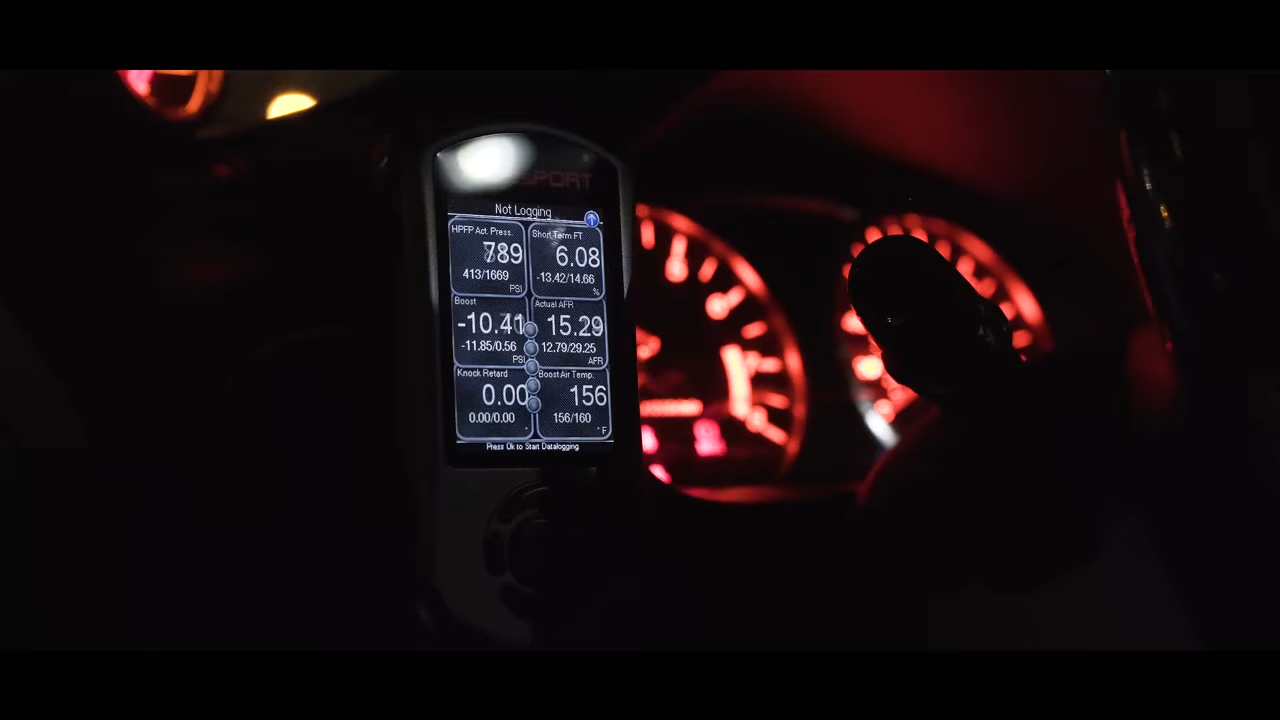 SPORT
Not Logging
HPFP Act. Press.
789
413/1669
PSI
Short Term FT
6.08
-13.42/14.66
%
Boost
-10.41
-11.85/0.56
PSI
Actual AFR
15.29
12.79/29.25
AFR
Knock Retard
0.00
0.00/0.00
°
Boost Air Temp.
156
156/160
°F
Press Ok to Start Datalogging